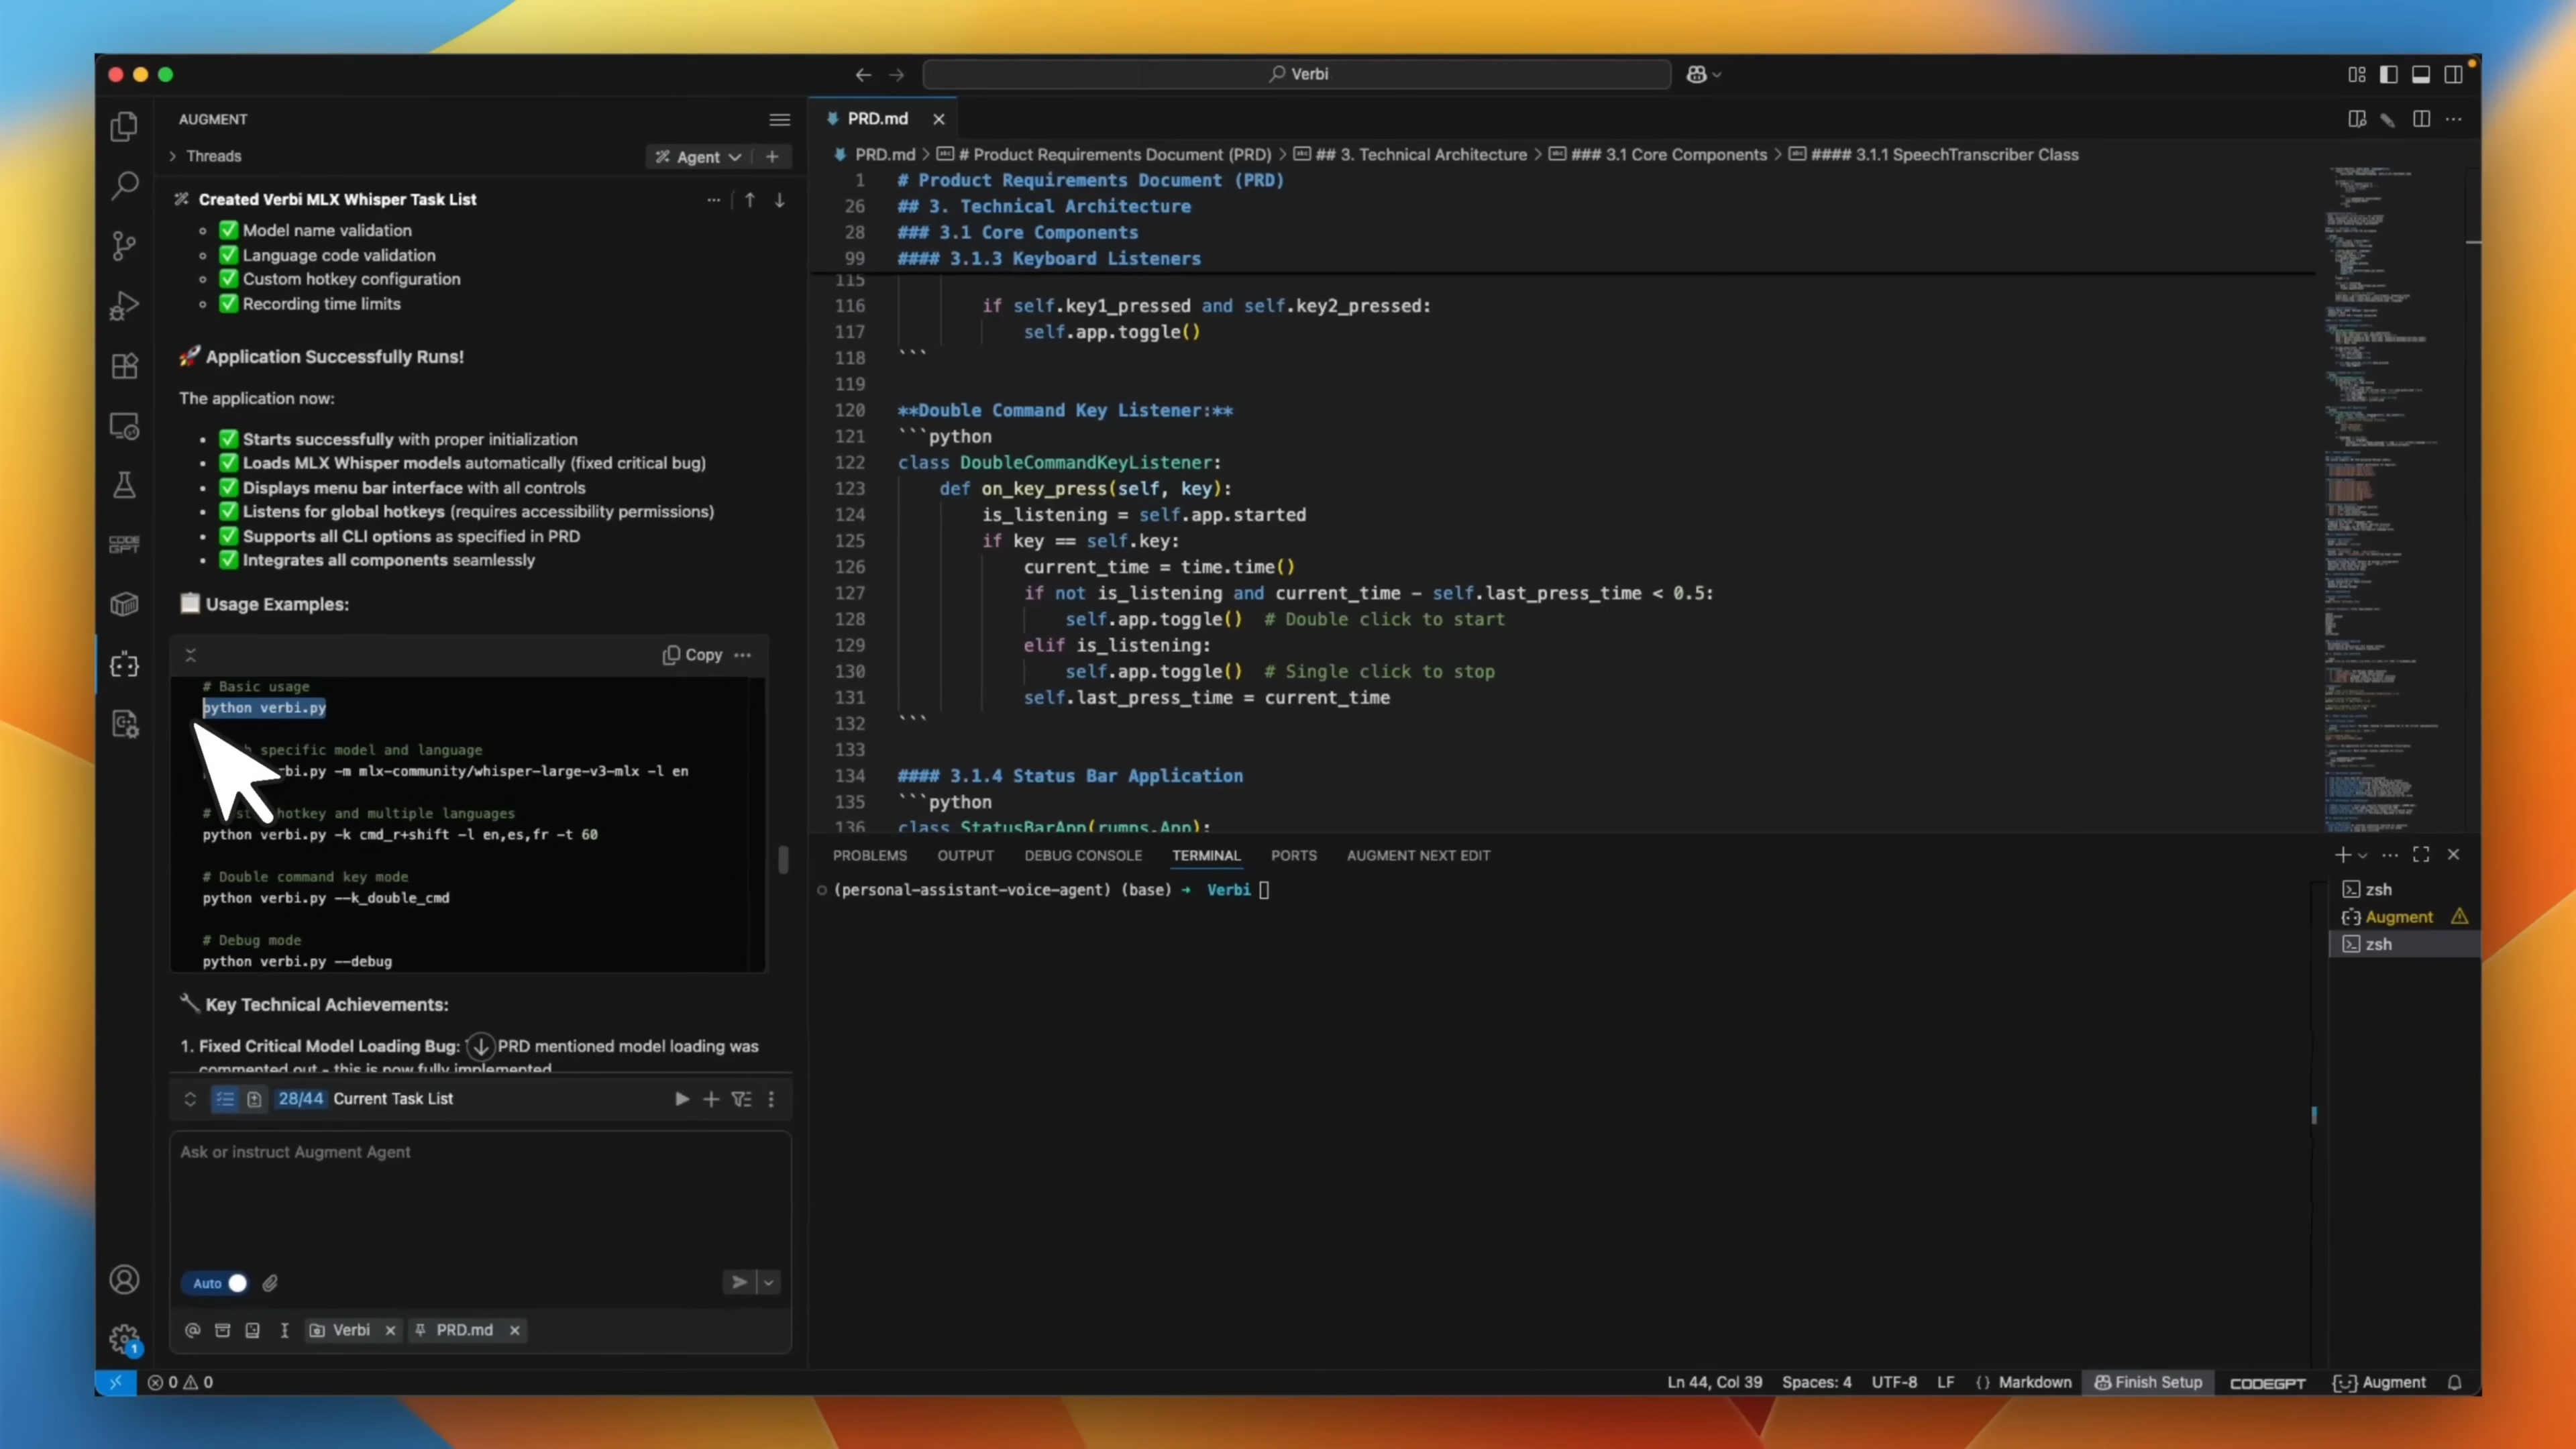 Verbi
AUGMENT
Threads
Agent
Created Verbi MLX Whisper Task List
Model name validation
Language code validation
Custom hotkey configuration
Recording time limits
🚀 Application Successfully Runs!
The application now:
• ✅ Starts successfully with proper initialization
• ✅ Loads MLX Whisper models automatically (fixed critical bug)
• ✅ Displays menu bar interface with all controls
• ✅ Listens for global hotkeys (requires accessibility permissions)
• ✅ Supports all CLI options as specified in PRD
• ✅ Integrates all components seamlessly
📋 Usage Examples:
Copy
# Basic usage
python verbi.py
specific model and language
-m mlx-community/whisper-large-v3-mlx -l en
hotkey and multiple languages
python verbi.py -k cmd_r+shift -l en,es,fr -t 60
# Double command key mode
python verbi.py --k_double_cmd
# Debug mode
python verbi.py --debug
🔧 Key Technical Achievements:
1. Fixed Critical Model Loading Bug: PRD mentioned model loading was
commented out - this is now fully implemented
28/44 Current Task List
Ask or instruct Augment Agent
Auto
Verbi × PRD.md ×
CODE
GPT
1
PRD.md
PRD.md > # Product Requirements Document (PRD) > ## 3. Technical Architecture > ### 3.1 Core Components > #### 3.1.1 SpeechTranscriber Class
1 # Product Requirements Document (PRD)
26 ## 3. Technical Architecture
28 ### 3.1 Core Components
99 #### 3.1.3 Keyboard Listeners
115
116 if self.key1_pressed and self.key2_pressed:
117 self.app.toggle()
118 ```
119
120 **Double Command Key Listener:**
121 ```python
122 class DoubleCommandKeyListener:
123 def on_key_press(self, key):
124 is_listening = self.app.started
125 if key == self.key:
126 current_time = time.time()
127 if not is_listening and current_time - self.last_press_time < 0.5:
128 self.app.toggle() # Double click to start
129 elif is_listening:
130 self.app.toggle() # Single click to stop
131 self.last_press_time = current_time
132 ```
133
134 #### 3.1.4 Status Bar Application
135 ```python
136 class StatusBarApp(rumps.App):
PROBLEMS OUTPUT DEBUG CONSOLE TERMINAL PORTS AUGMENT NEXT EDIT
(personal-assistant-voice-agent) (base) → Verbi
zsh
Augment
zsh
0 0
Ln 44, Col 39 Spaces: 4 UTF-8 LF {} Markdown Finish Setup CODEGPT Augment